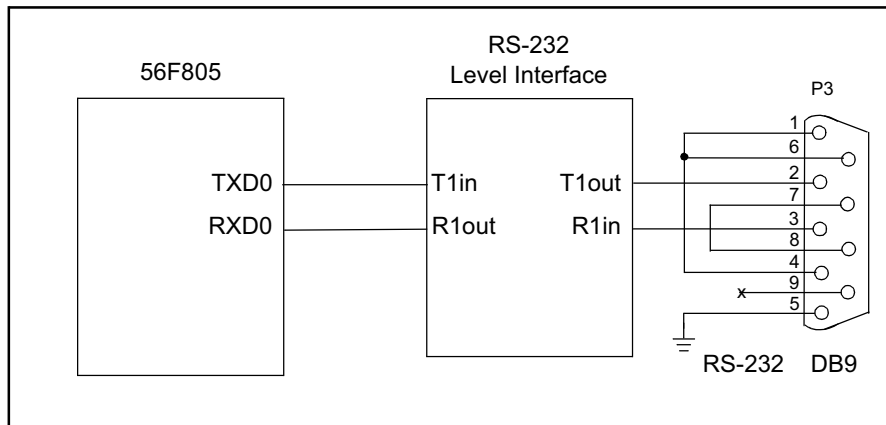 56F805
RS-232
Level Interface
P3
TXD0
RXD0
T1in
R1out
T1out
R1in
1
6
2
7
3
8
4
9
5
x
RS-232 DB9